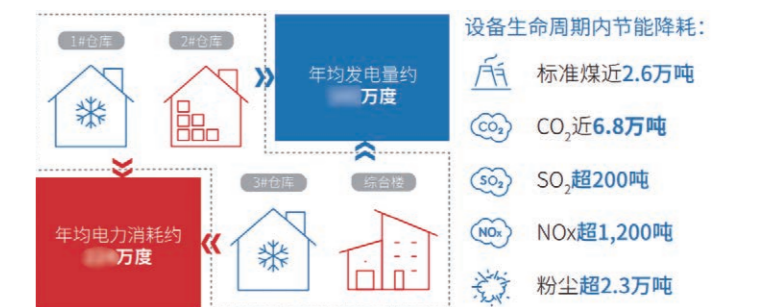 1#仓库
2#仓库
年均发电量约
万度
3#仓库
综合楼
年均电力消耗约
万度
设备生命周期内节能降耗：
标准煤近2.6万吨
CO₂
CO₂近6.8万吨
SO₂
SO₂超200吨
NOx
NOx超1,200吨
粉尘超2.3万吨